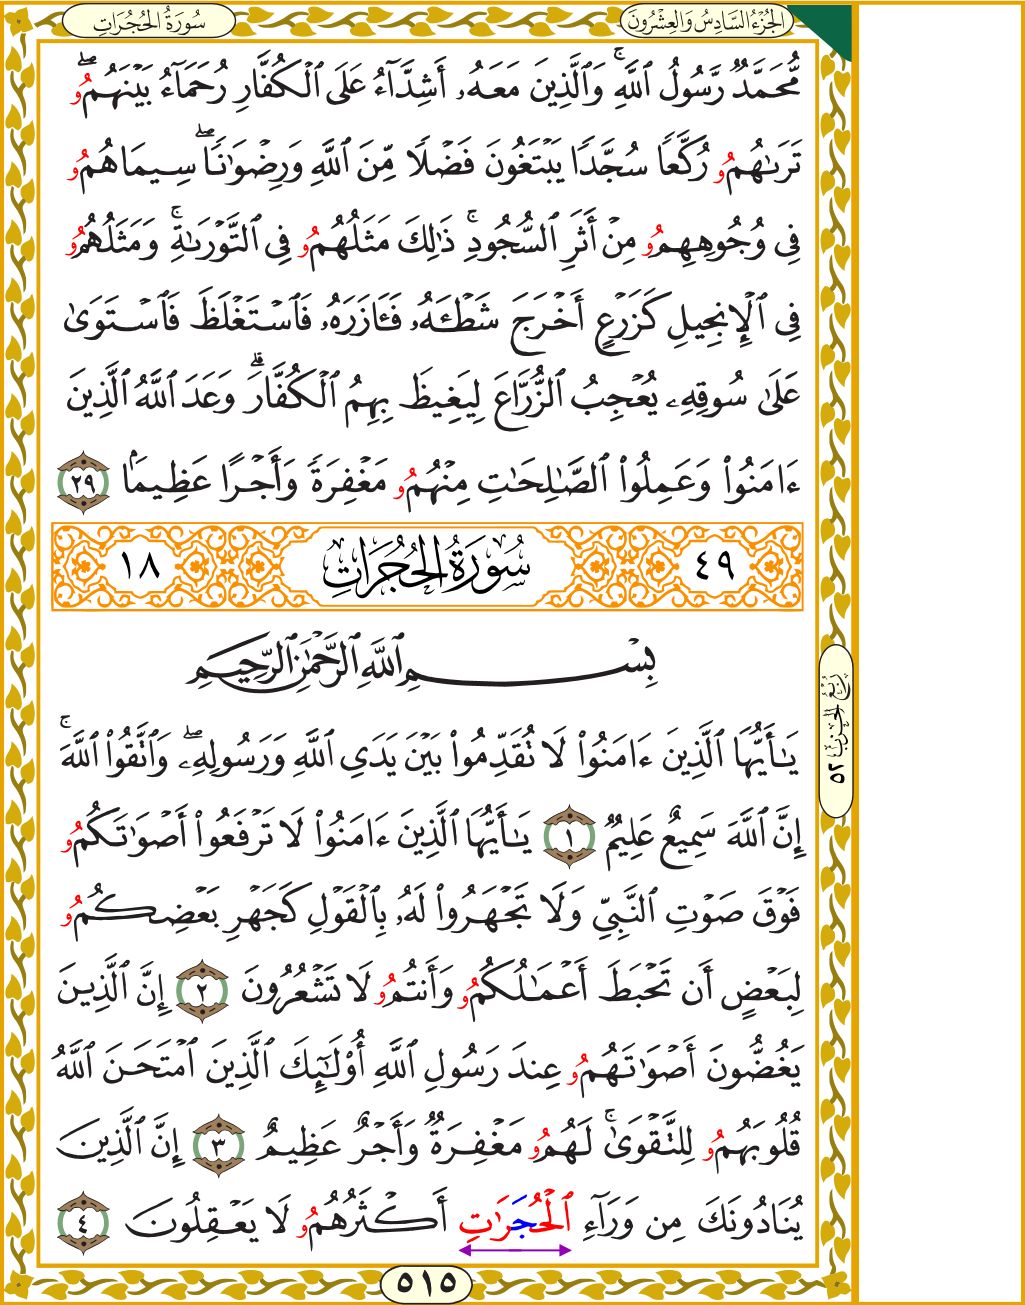 الجُزْءُ السَّادِسُ وَالعِشْرُونَ
سُورَةُ الحُجُرَاتِ
مُّحَمَّدٌ رَّسُولُ ٱللَّهِۚ وَٱلَّذِينَ مَعَهُۥٓ أَشِدَّآءُ عَلَى ٱلْكُفَّارِ رُحَمَآءُ بَيْنَهُمُۥۖ
تَرَىٰهُمُۥ رُكَّعًا سُجَّدًا يَبْتَغُونَ فَضْلًا مِّنَ ٱللَّهِ وَرِضْوَٰنًاۖ سِيمَاهُمُۥ
فِى وُجُوهِهِمُۥ مِنْ أَثَرِ ٱلسُّجُودِۚ ذَٰلِكَ مَثَلُهُمُۥ فِى ٱلتَّوْرَىٰةِۚ وَمَثَلُهُمُۥ
فِى ٱلْإِنجِيلِ كَزَرْعٍ أَخْرَجَ شَطْـَٔهُۥ فَـَٔازَرَهُۥ فَٱسْتَغْلَظَ فَٱسْتَوَىٰ
عَلَىٰ سُوقِهِۦ يُعْجِبُ ٱلزُّرَّاعَ لِيَغِيظَ بِهِمُ ٱلْكُفَّارَۗ وَعَدَ ٱللَّهُ ٱلَّذِينَ
ءَامَنُوا۟ وَعَمِلُوا۟ ٱلصَّٰلِحَٰتِ مِنْهُمُۥ مَغْفِرَةً وَأَجْرًا عَظِيمًۢا ٢٩
٤٩ سُورَةُ الحُجُرَاتِ ١٨
بِسْمِ ٱللَّهِ ٱلرَّحْمَٰنِ ٱلرَّحِيمِ
يَـٰٓأَيُّهَا ٱلَّذِينَ ءَامَنُوا۟ لَا تُقَدِّمُوا۟ بَيْنَ يَدَىِ ٱللَّهِ وَرَسُولِهِۦۖ وَٱتَّقُوا۟ ٱللَّهَۚ
إِنَّ ٱللَّهَ سَمِيعٌ عَلِيمٌ ١ يَـٰٓأَيُّهَا ٱلَّذِينَ ءَامَنُوا۟ لَا تَرْفَعُوٓا۟ أَصْوَٰتَكُمُۥ
فَوْقَ صَوْتِ ٱلنَّبِىِّ وَلَا تَجْهَرُوا۟ لَهُۥ بِٱلْقَوْلِ كَجَهْرِ بَعْضِكُمُۥ
لِبَعْضٍ أَن تَحْبَطَ أَعْمَـٰلُكُمُۥ وَأَنتُمُۥ لَا تَشْعُرُونَ ٢ إِنَّ ٱلَّذِينَ
يَغُضُّونَ أَصْوَٰتَهُمُۥ عِندَ رَسُولِ ٱللَّهِ أُو۟لَـٰٓئِكَ ٱلَّذِينَ ٱمْتَحَنَ ٱللَّهُ
قُلُوبَهُمُۥ لِلتَّقْوَىٰۚ لَهُمُۥ مَغْفِرَةٌ وَأَجْرٌ عَظِيمٌ ٣ إِنَّ ٱلَّذِينَ
يُنَادُونَكَ مِن وَرَآءِ ٱلْحُجَرَٰتِ أَكْثَرُهُمُۥ لَا يَعْقِلُونَ ٤
رُبْعُ الحِزْبِ ٥٢
٥١٥